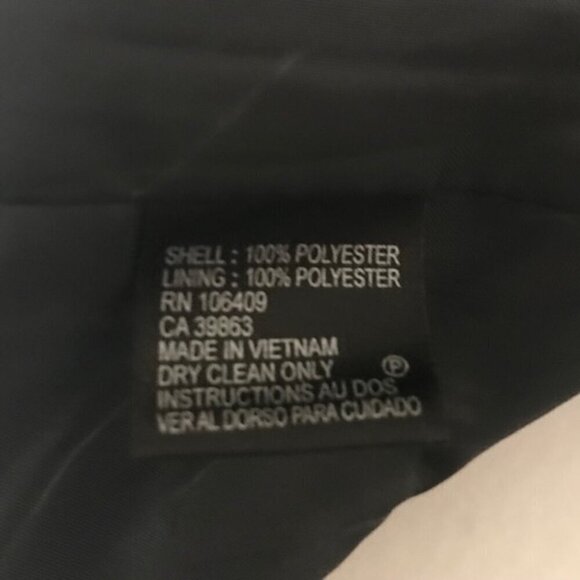 SHELL : 100% POLYESTER
LINING : 100% POLYESTER
RN 106409
CA 39863
MADE IN VIETNAM
DRY CLEAN ONLY Ⓟ
INSTRUCTIONS AU DOS
VER AL DORSO PARA CUIDADO